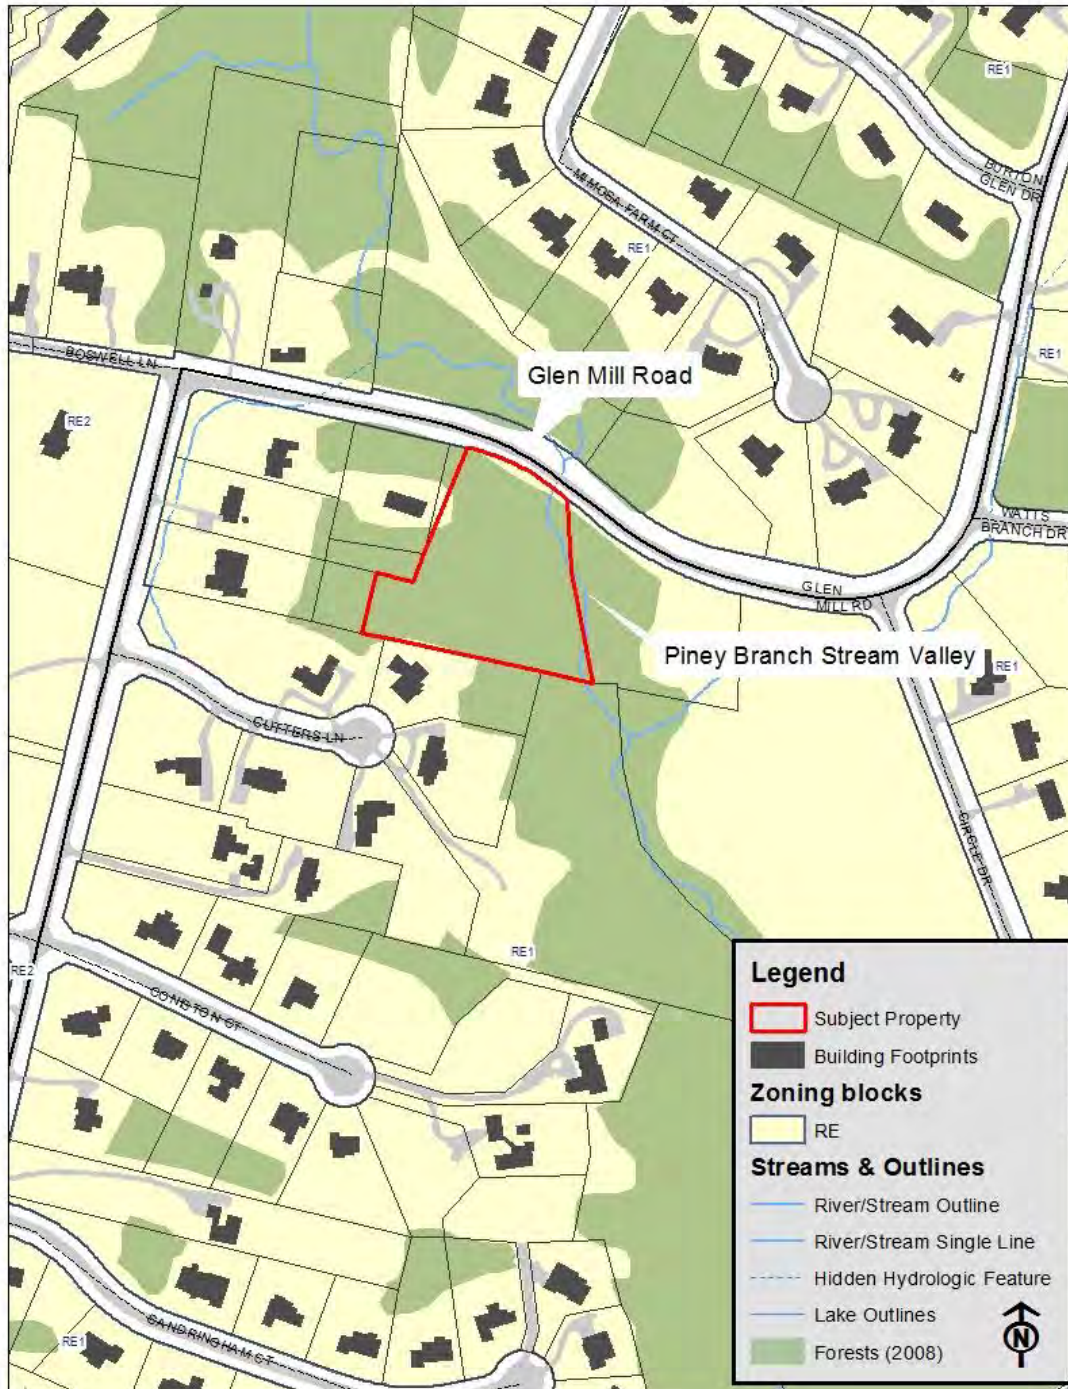 RE1
BURTON
GLEN DR
MIMOSA FARM CT
RE1
RE1
BOSWELL LN
Glen Mill Road
RE2
WATTS
BRANCH DR
GLEN
MILL RD
Piney Branch Stream Valley
RE1
CUTTERS LN
CIRCLE DR
RE1
RE2
CONGTON CT
RE1
SANDRINGHAM CT
Legend
Subject Property
Building Footprints
Zoning blocks
RE
Streams & Outlines
River/Stream Outline
River/Stream Single Line
Hidden Hydrologic Feature
Lake Outlines
Forests (2008)
N